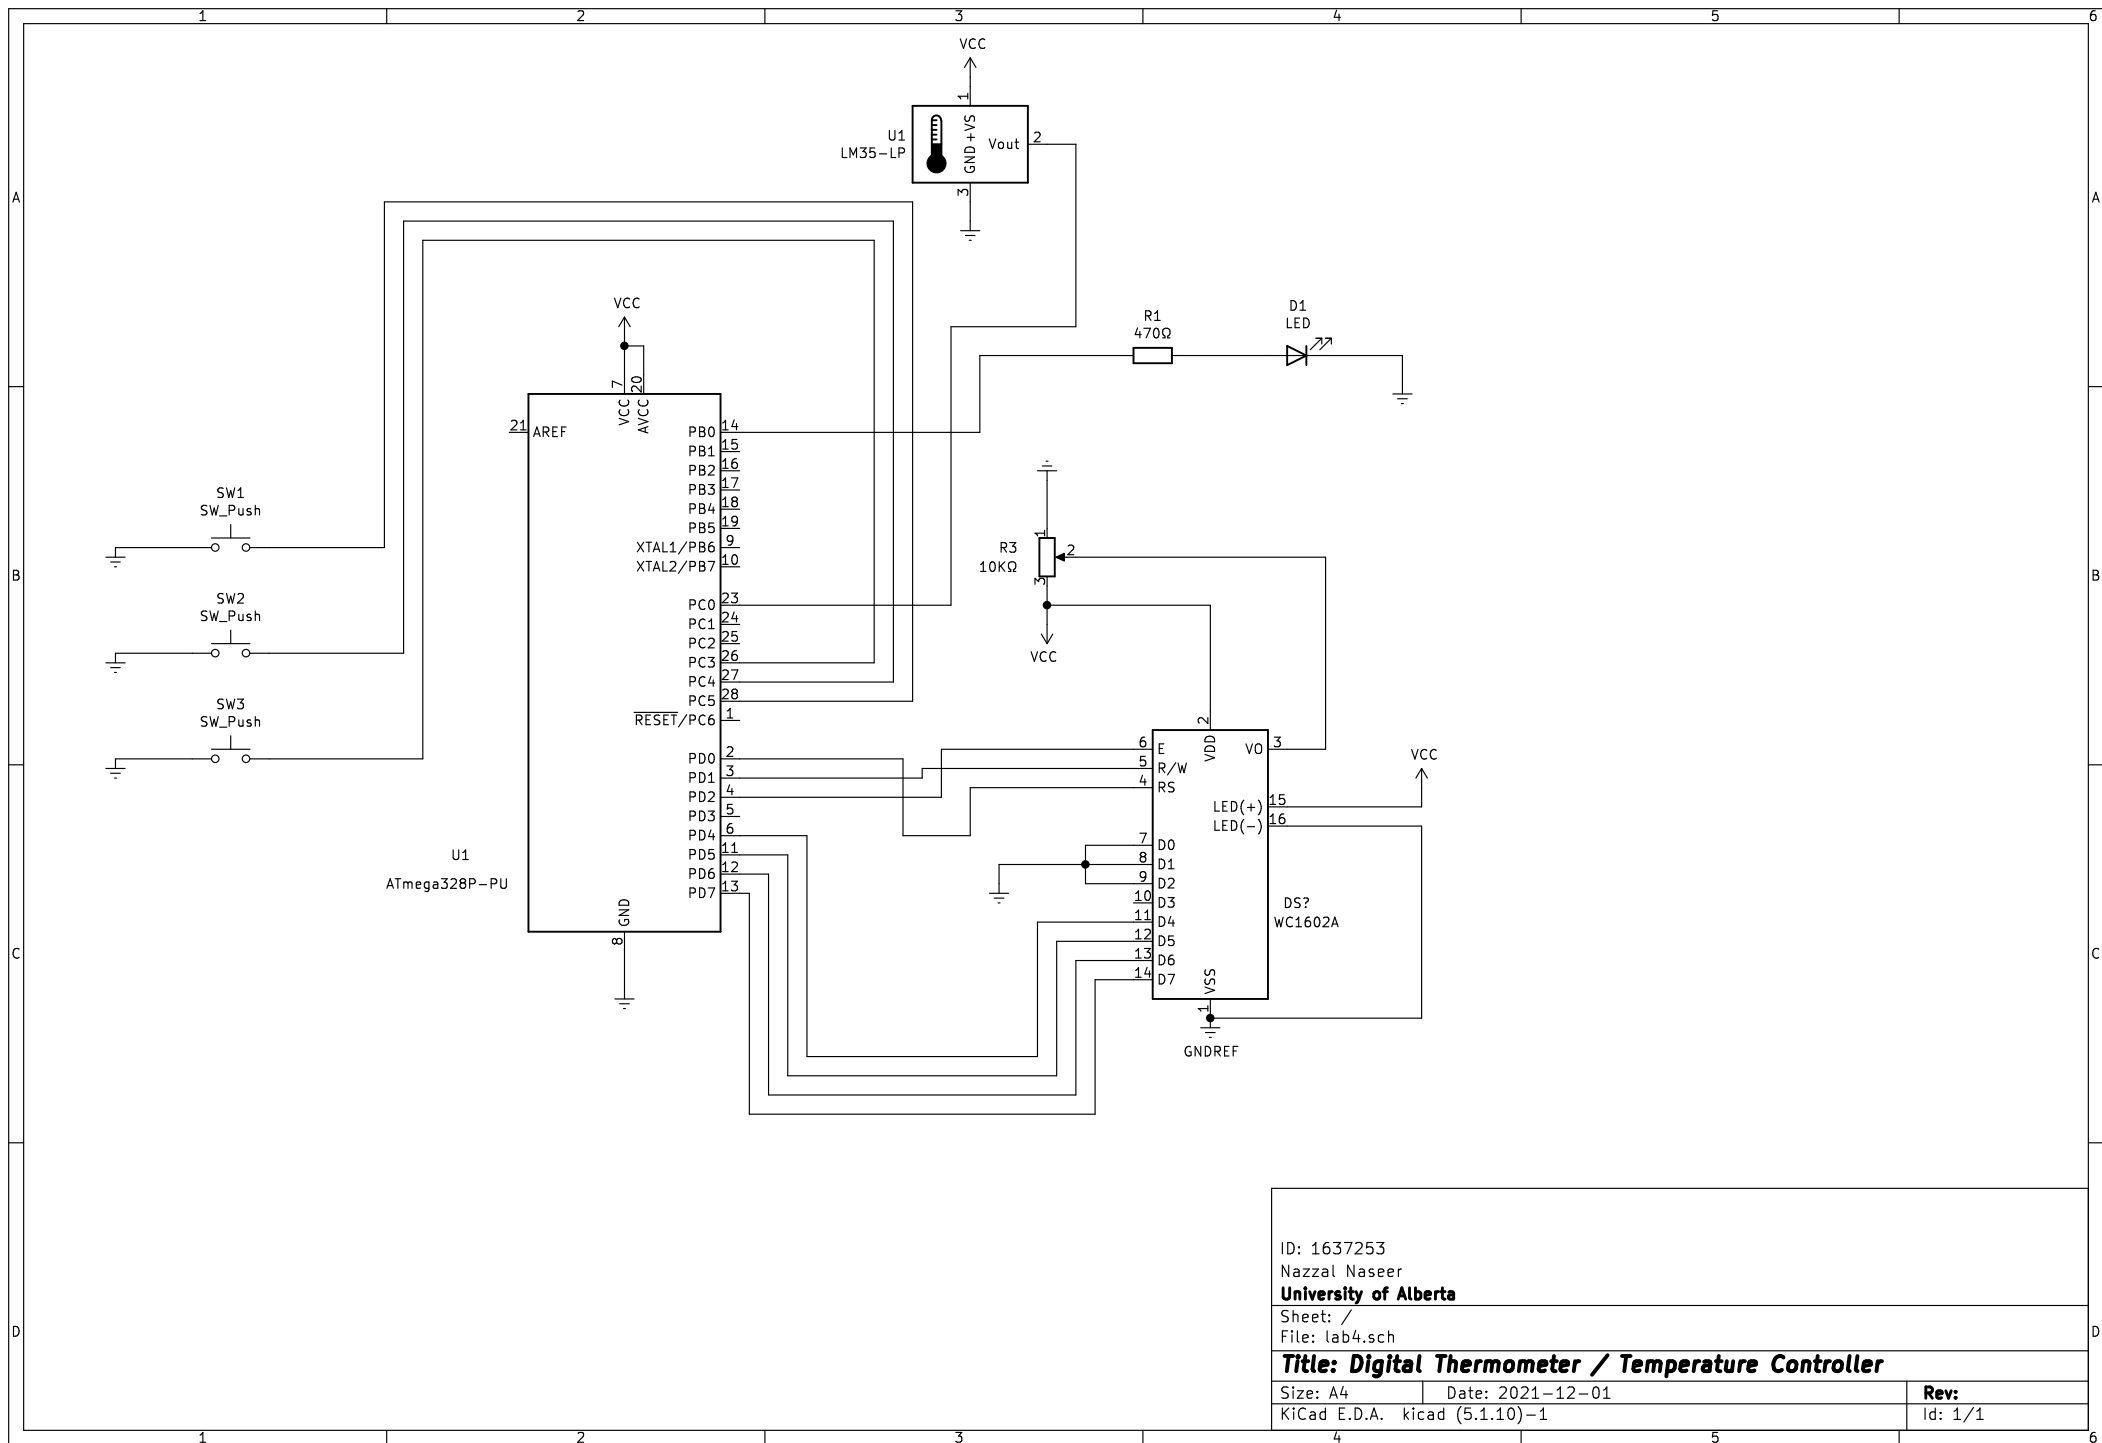 1 2 3 4 5 6
VCC
1
U1
LM35-LP
+VS
GND
Vout
2
3
A
A
VCC
R1
470Ω
D1
LED
7
20
VCC
AVCC
21
AREF
PB0
14
PB1
15
PB2
16
PB3
17
PB4
18
PB5
19
XTAL1/PB6
9
XTAL2/PB7
10
PC0
23
PC1
24
PC2
25
PC3
26
PC4
27
PC5
28
RESET/PC6
1
PD0
2
PD1
3
PD2
4
PD3
5
PD4
6
PD5
11
PD6
12
PD7
13
GND
8
U1
ATmega328P-PU
SW1
SW_Push
SW2
SW_Push
SW3
SW_Push
B
B
1
R3
10KΩ
2
3
VCC
2
VDD
6
E
5
R/W
4
RS
7
D0
8
D1
9
D2
10
D3
11
D4
12
D5
13
D6
14
D7
VO
3
LED(+)
15
LED(-)
16
VCC
DS?
WC1602A
VSS
1
GNDREF
C
C
D
D
ID: 1637253
Nazzal Naseer
University of Alberta
Sheet: /
File: lab4.sch
Title: Digital Thermometer / Temperature Controller
Size: A4 Date: 2021-12-01 Rev:
KiCad E.D.A. kicad (5.1.10)-1 Id: 1/1
1 2 3 4 5 6